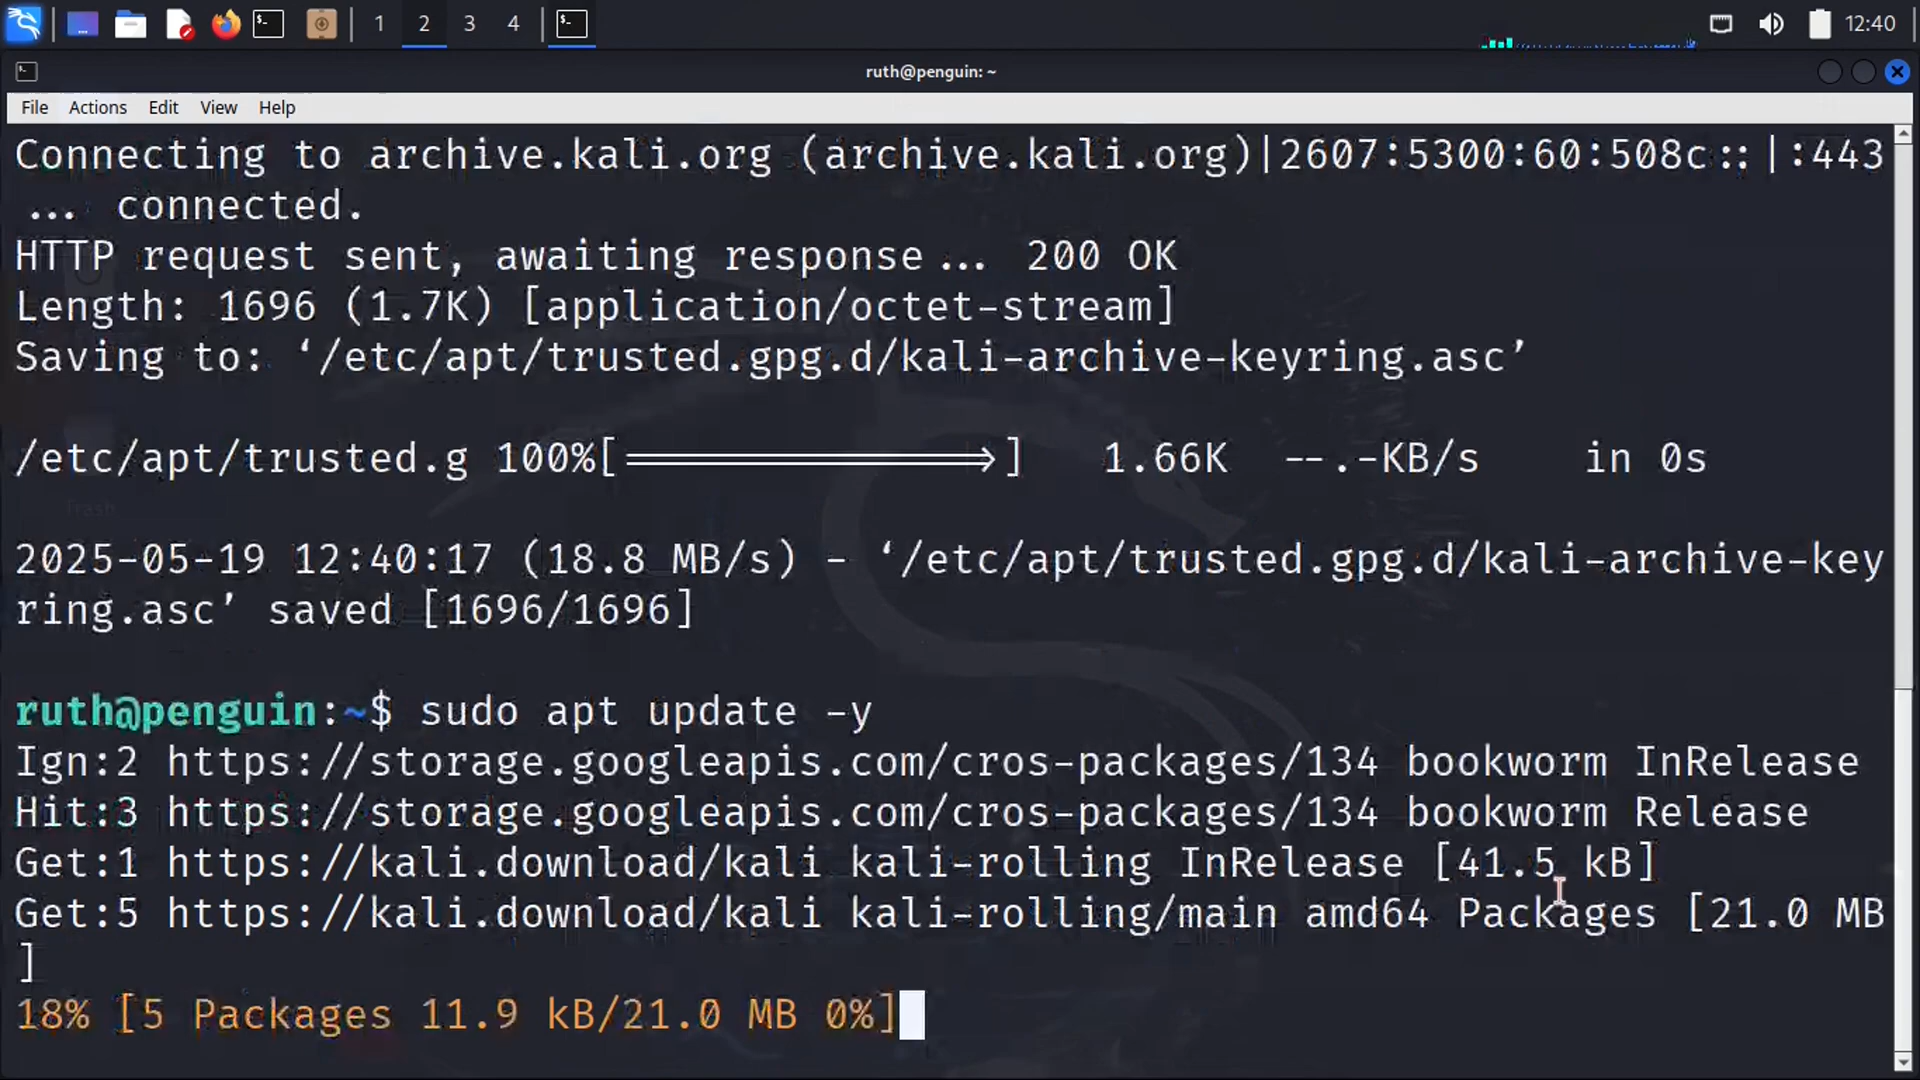 1 2 3 4 12:40
ruth@penguin: ~
File Actions Edit View Help
Connecting to archive.kali.org (archive.kali.org)|2607:5300:60:508c::|:443
... connected.
HTTP request sent, awaiting response... 200 OK
Length: 1696 (1.7K) [application/octet-stream]
Saving to: ‘/etc/apt/trusted.gpg.d/kali-archive-keyring.asc’
/etc/apt/trusted.g 100%[===================>] 1.66K --.-KB/s in 0s
2025-05-19 12:40:17 (18.8 MB/s) - ‘/etc/apt/trusted.gpg.d/kali-archive-key
ring.asc’ saved [1696/1696]
ruth@penguin:~$ sudo apt update -y
Ign:2 https://storage.googleapis.com/cros-packages/134 bookworm InRelease
Hit:3 https://storage.googleapis.com/cros-packages/134 bookworm Release
Get:1 https://kali.download/kali kali-rolling InRelease [41.5 kB]
Get:5 https://kali.download/kali kali-rolling/main amd64 Packages [21.0 MB
]
18% [5 Packages 11.9 kB/21.0 MB 0%]
Trash